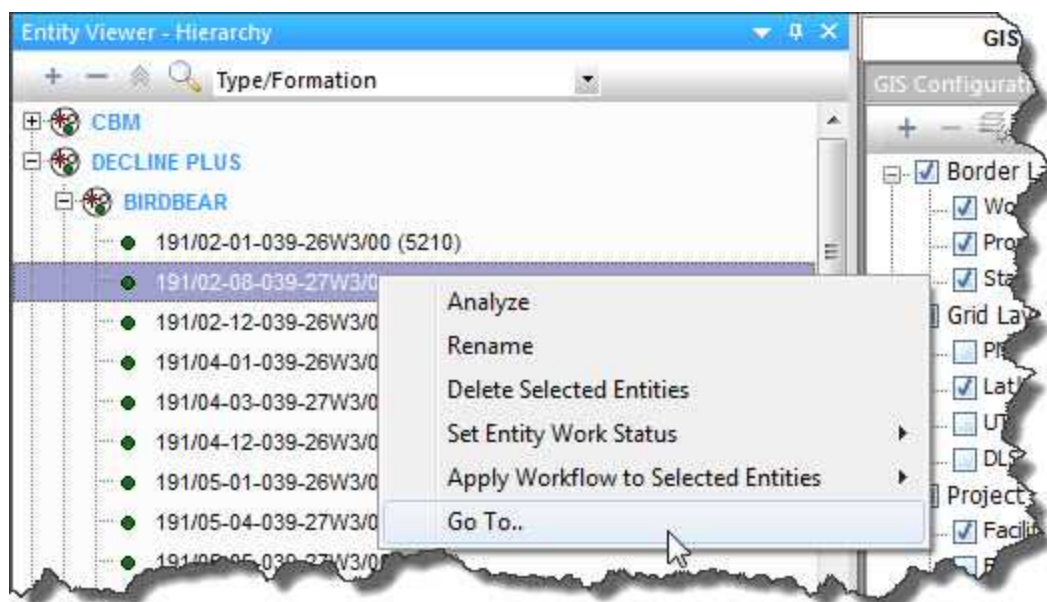 Entity Viewer - Hierarchy
Type/Formation
CBM
DECLINE PLUS
BIRDBEAR
191/02-01-039-26W3/00 (5210)
191/02-08-039-27W3/0
191/02-12-039-26W3/0
191/04-01-039-26W3/0
191/04-03-039-27W3/0
191/04-12-039-26W3/0
191/05-01-039-26W3/0
191/05-04-039-27W3/0
Analyze
Rename
Delete Selected Entities
Set Entity Work Status
Apply Workflow to Selected Entities
Go To..
GIS
GIS Configurati
Border La
Wo
Pro
Sta
Grid Lay
Lat
UT
DLS
Project
Facilit